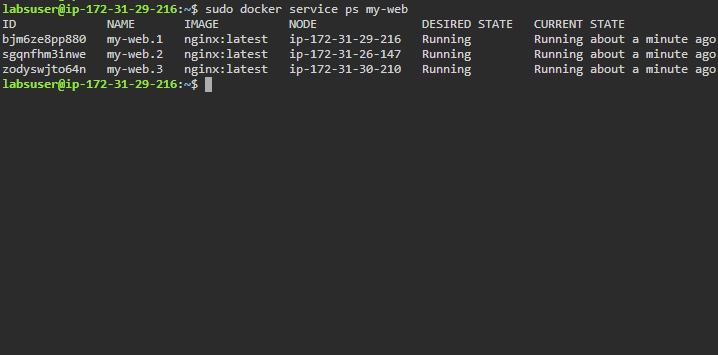 labsuser@ip-172-31-29-216:~$ sudo docker service ps my-web
ID             NAME       IMAGE          NODE               DESIRED STATE   CURRENT STATE
bjm6ze8pp880   my-web.1   nginx:latest   ip-172-31-29-216   Running         Running about a minute ago
sgqnfhm3inwe   my-web.2   nginx:latest   ip-172-31-26-147   Running         Running about a minute ago
zodyswjto64n   my-web.3   nginx:latest   ip-172-31-30-210   Running         Running about a minute ago
labsuser@ip-172-31-29-216:~$